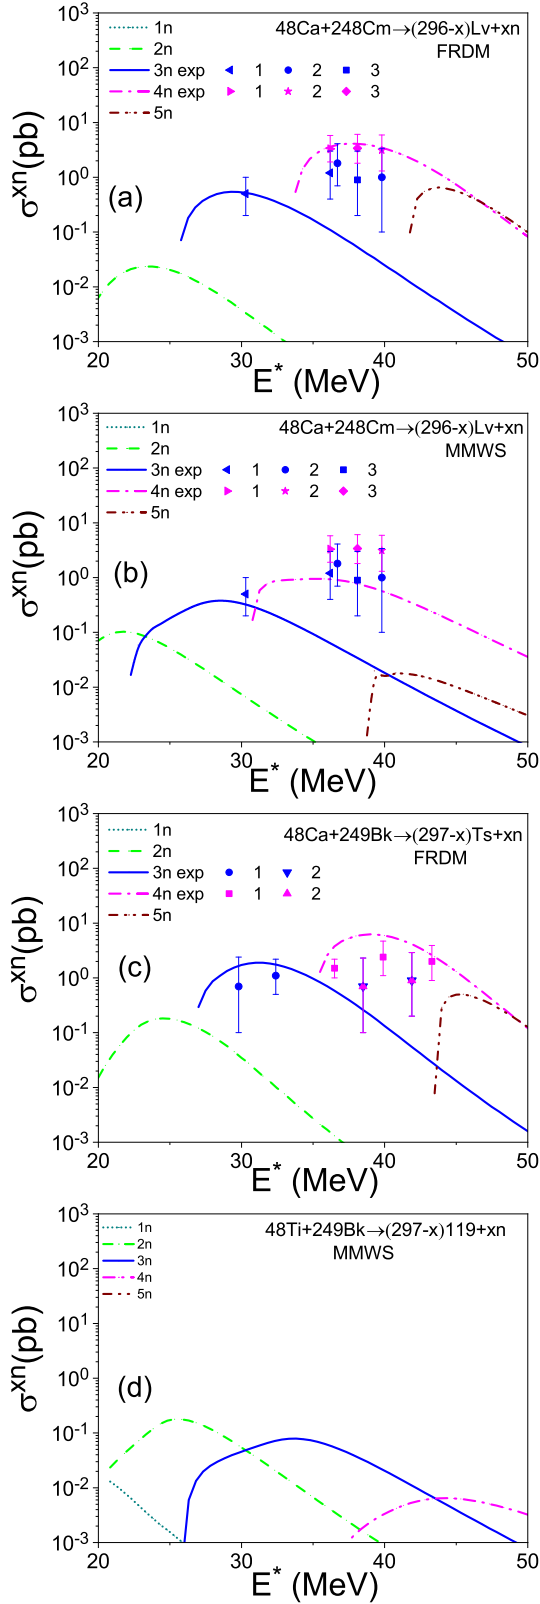 10³
1n
48Ca+248Cm→(296-x)Lv+xn
2n
FRDM
10²
3n exp 1 2 3
4n exp 1 2 3
10¹
5n
σˣⁿ(pb)
(a)
10⁰
10⁻¹
10⁻²
10⁻³
20 30 40 50
E* (MeV)
10³
1n
48Ca+248Cm→(296-x)Lv+xn
2n
MMWS
10²
3n exp 1 2 3
4n exp 1 2 3
10¹
5n
σˣⁿ(pb)
(b)
10⁰
10⁻¹
10⁻²
10⁻³
20 30 40 50
E* (MeV)
10³
1n
48Ca+249Bk→(297-x)Ts+xn
2n
FRDM
10²
3n exp 1 2
4n exp 1 2
10¹
5n
σˣⁿ(pb)
(c)
10⁰
10⁻¹
10⁻²
10⁻³
20 30 40 50
E* (MeV)
10³
1n
48Ti+249Bk→(297-x)119+xn
2n
MMWS
3n
10²
4n
5n
10¹
σˣⁿ(pb)
10⁰
(d)
10⁻¹
10⁻²
10⁻³
20 30 40 50
E* (MeV)